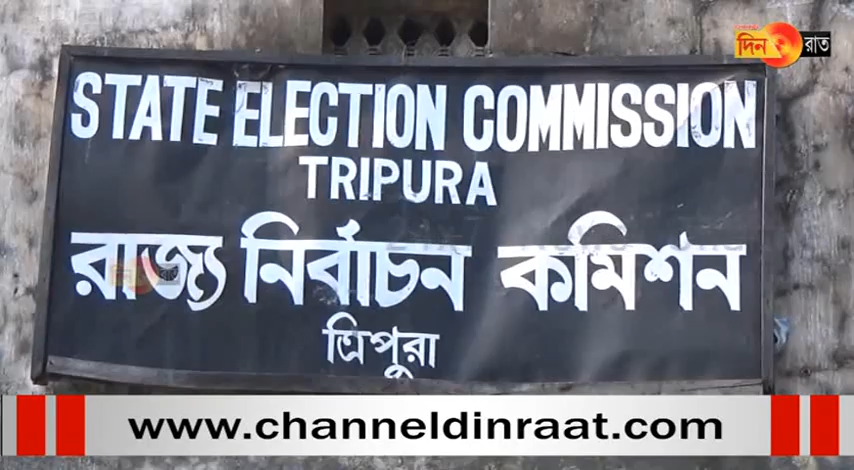 দিন রাত
STATE ELECTION COMMISSION
TRIPURA
রাজ্য নির্বাচন কমিশন
ত্রিপুরা
www.channeldinraat.com